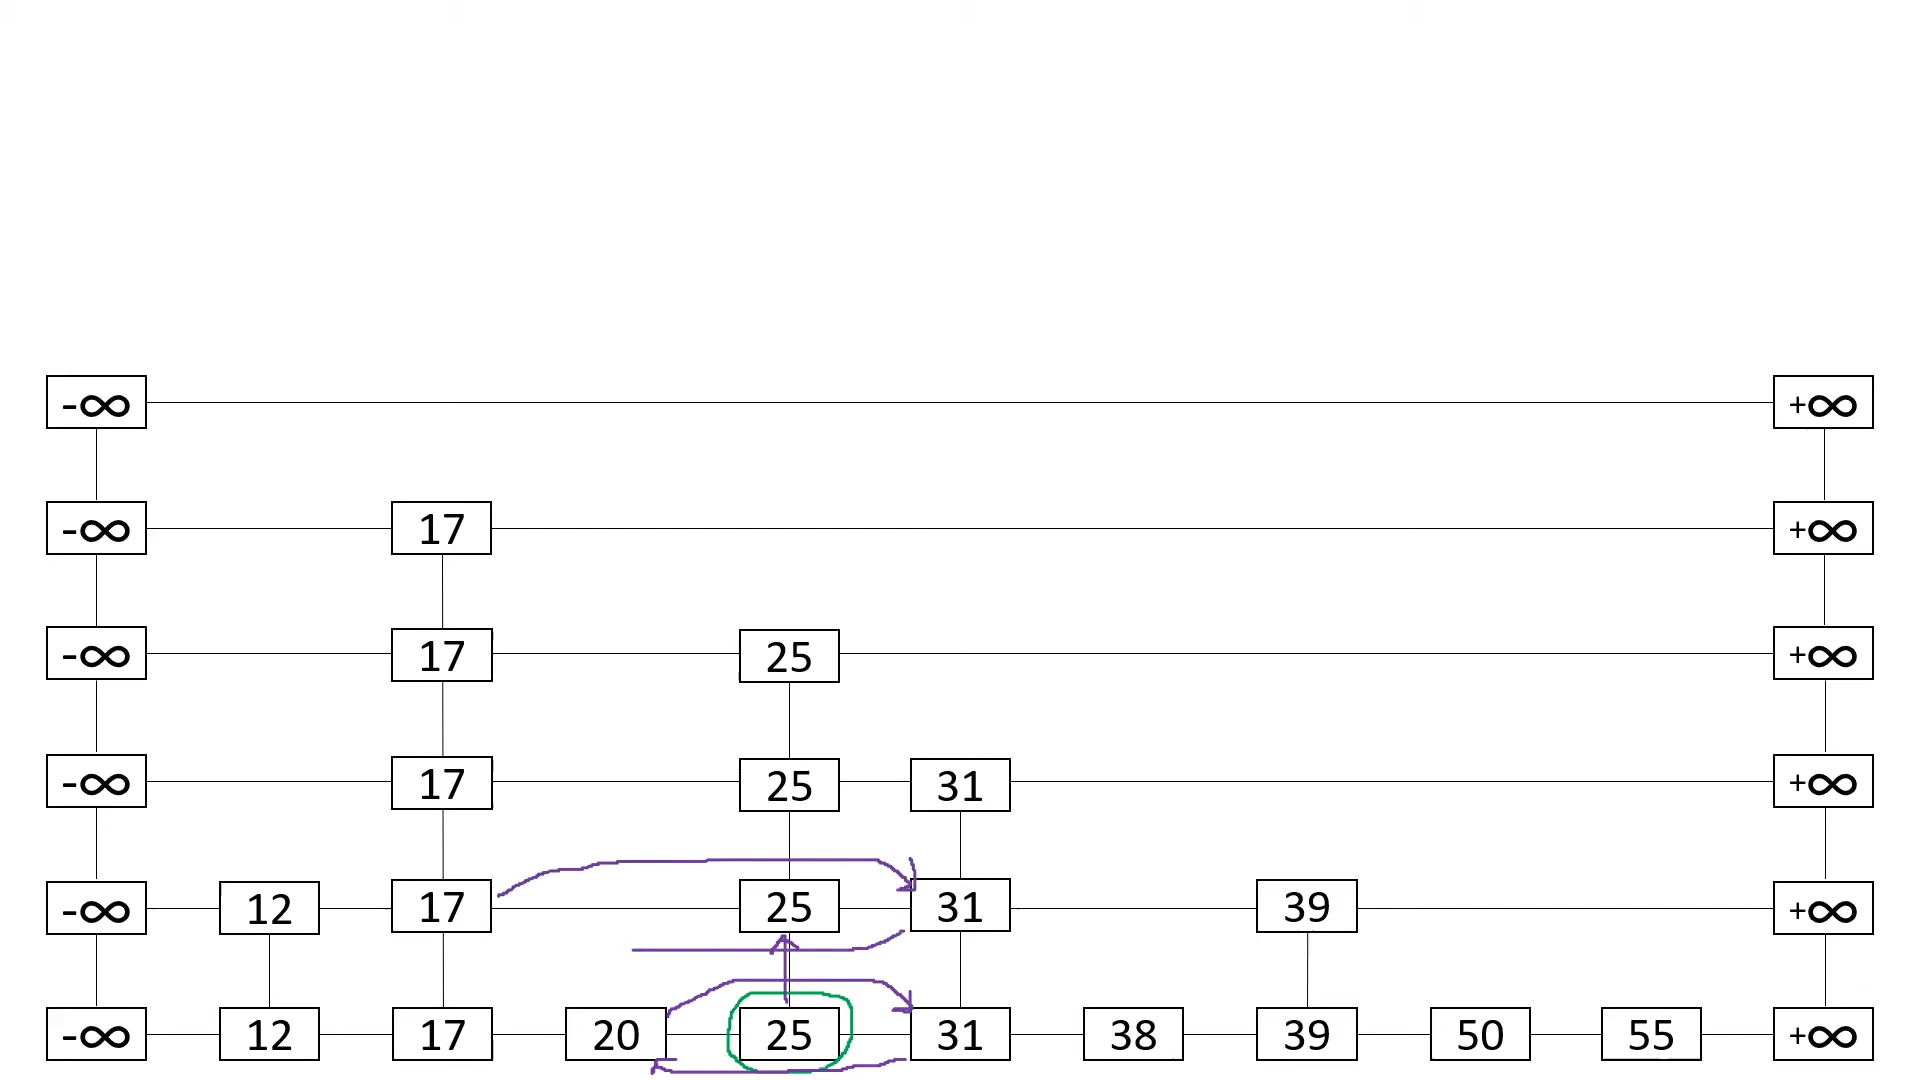 -∞ +∞
-∞ 17 +∞
-∞ 17 25 +∞
-∞ 17 25 31 +∞
-∞ 12 17 25 31 39 +∞
-∞ 12 17 20 25 31 38 39 50 55 +∞